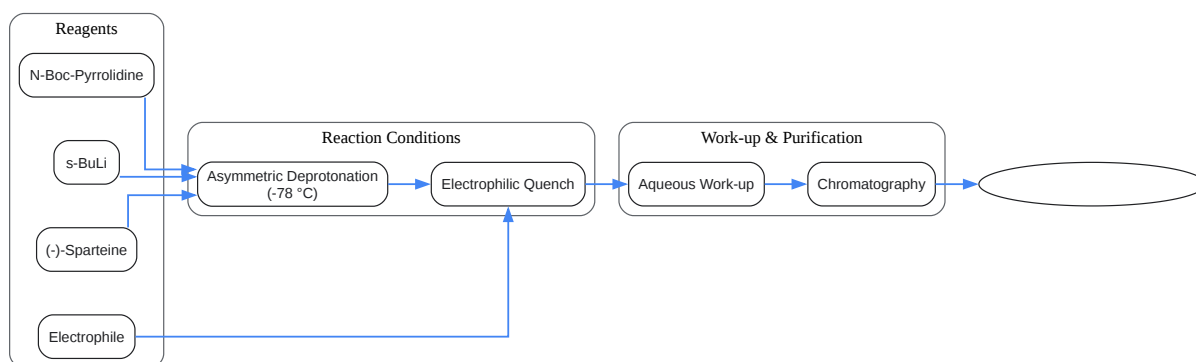 Reagents
N-Boc-Pyrrolidine
s-BuLi
(-)-Sparteine
Electrophile
Reaction Conditions
Asymmetric Deprotonation
(-78 °C)
Electrophilic Quench
Work-up & Purification
Aqueous Work-up
Chromatography